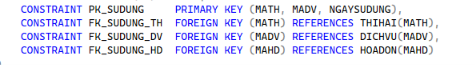 CONSTRAINT PK_SUDUNG PRIMARY KEY (MATH, MADV, NGAYSUDUNG),
CONSTRAINT FK_SUDUNG_TH FOREIGN KEY (MATH) REFERENCES THIHAI(MATH),
CONSTRAINT FK_SUDUNG_DV FOREIGN KEY (MADV) REFERENCES DICHVU(MADV),
CONSTRAINT FK_SUDUNG_HD FOREIGN KEY (MAHD) REFERENCES HOADON(MAHD)